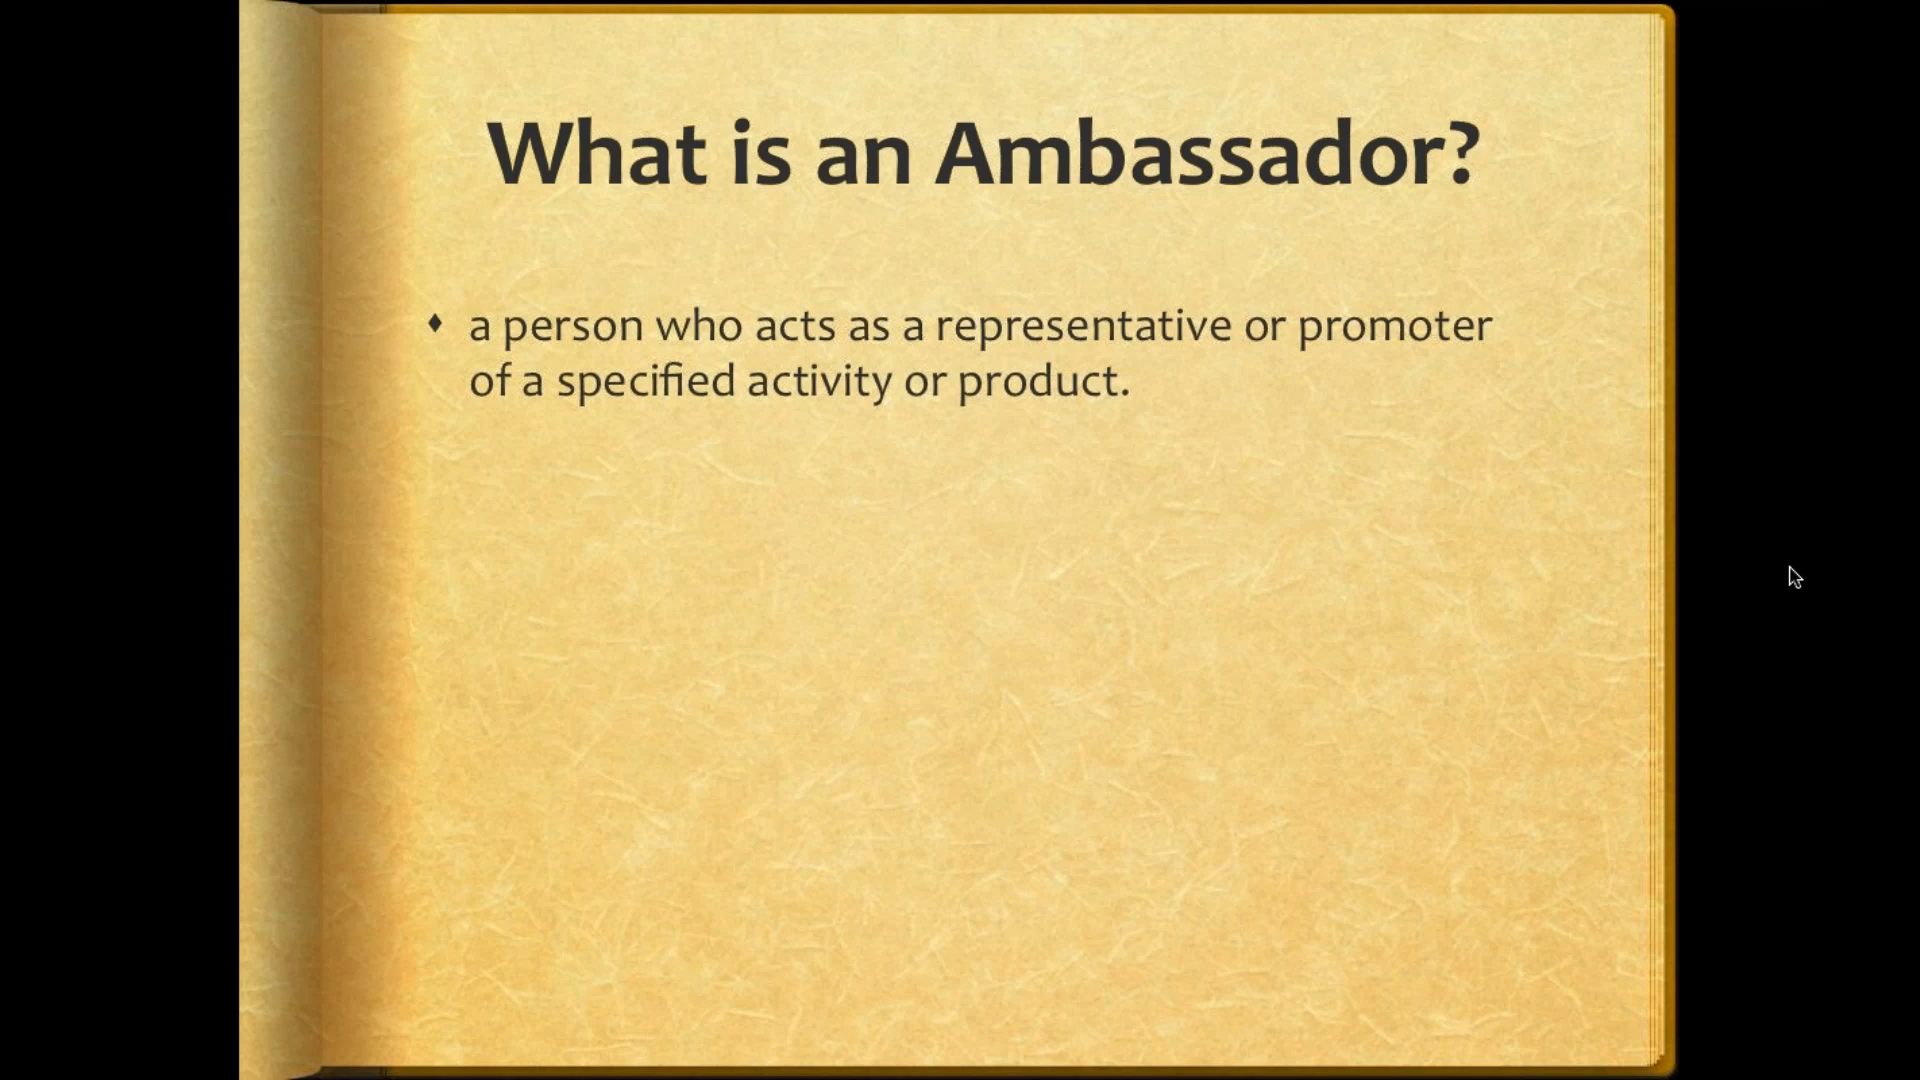 What is an Ambassador?
♦ a person who acts as a representative or promoter
of a specified activity or product.